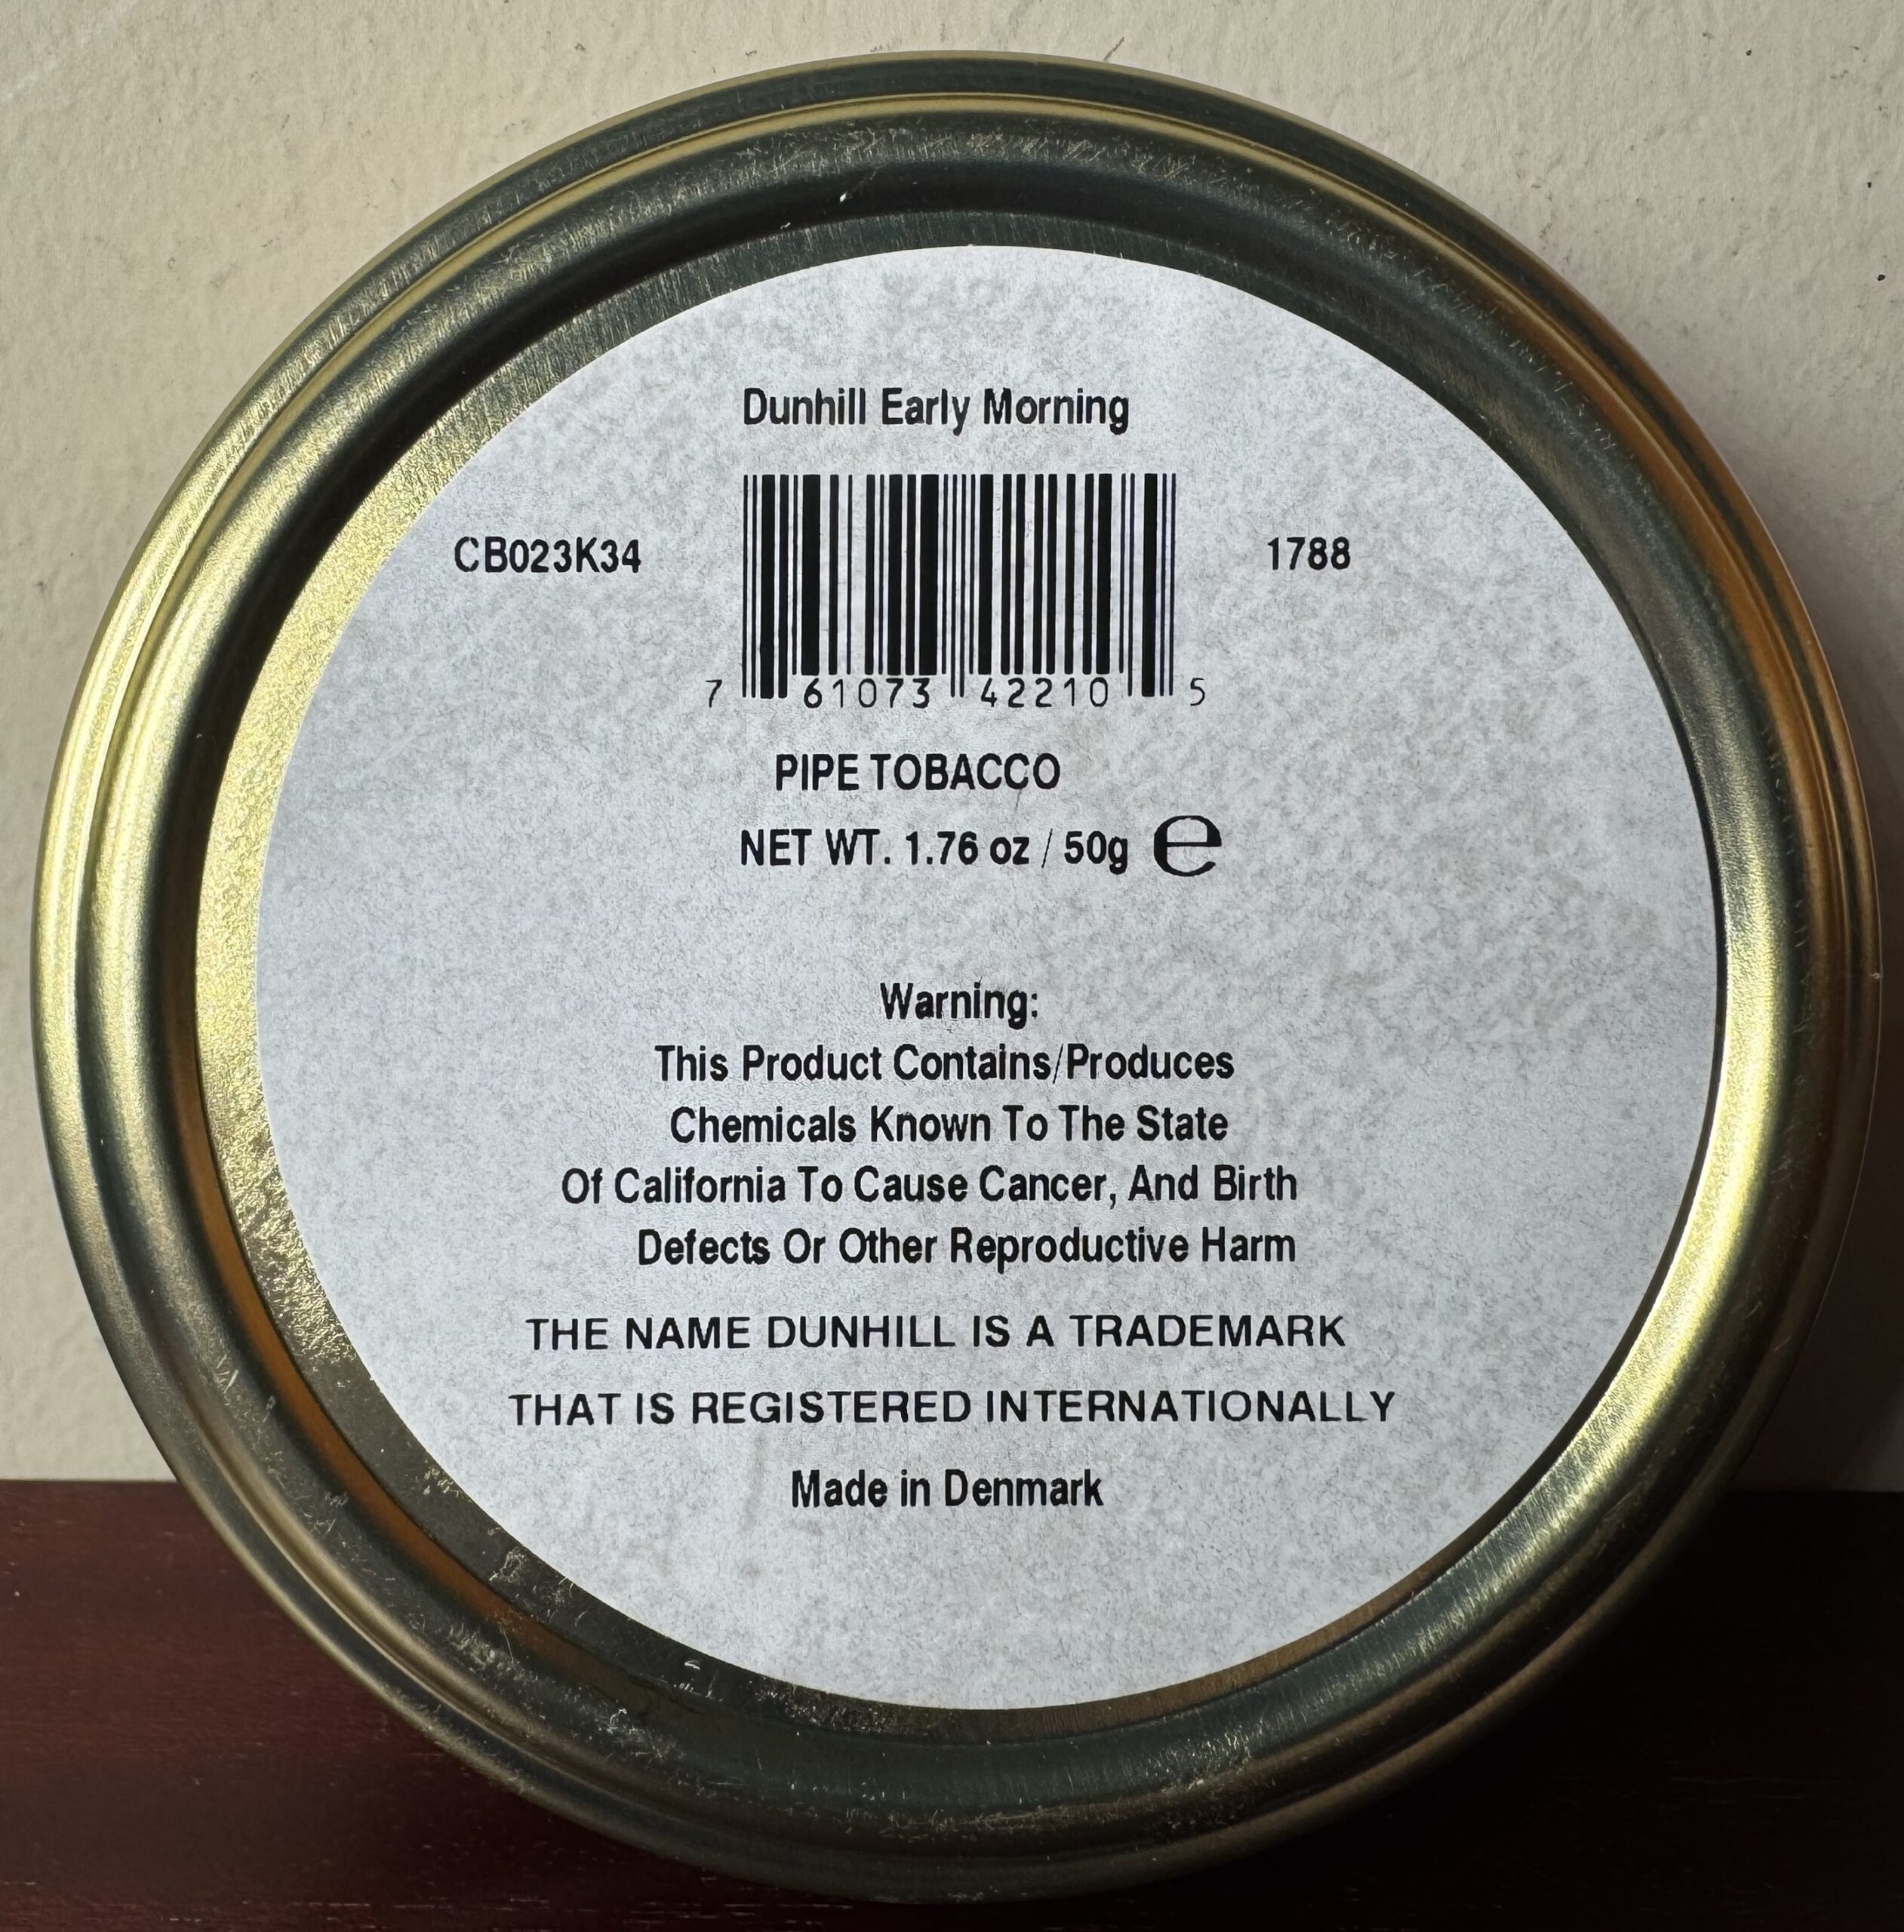 Dunhill Early Morning
CB023K34
1788
7 61073 42210 5
PIPE TOBACCO
NET WT. 1.76 oz / 50g ℮
Warning:
This Product Contains/Produces
Chemicals Known To The State
Of California To Cause Cancer, And Birth
Defects Or Other Reproductive Harm
THE NAME DUNHILL IS A TRADEMARK
THAT IS REGISTERED INTERNATIONALLY
Made in Denmark